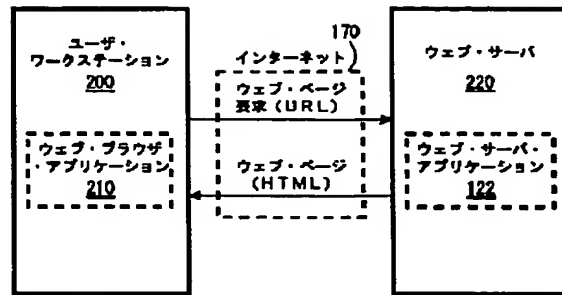 ユーザ・
ワークステーション
200
ウェブ・ブラウザ
・アプリケーション
210
170
インターネット
ウェブ・ページ
要求(URL)
ウェブ・ページ
(HTML)
ウェブ・サーバ
220
ウェブ・サーバ・
アプリケーション
122